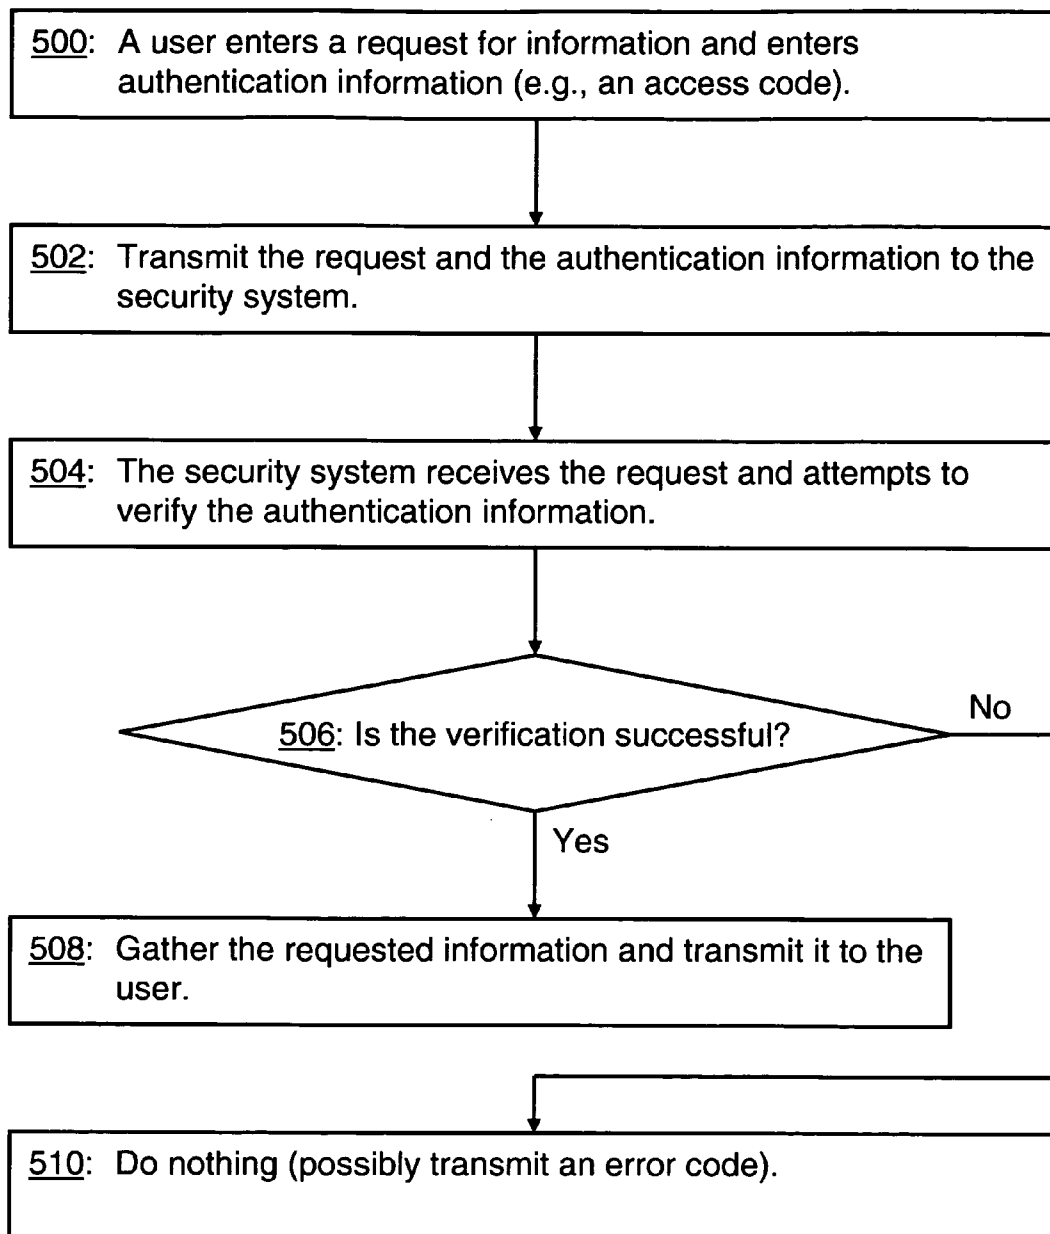 500: A user enters a request for information and enters
authentication information (e.g., an access code).
502: Transmit the request and the authentication information to the
security system.
504: The security system receives the request and attempts to
verify the authentication information.
506: Is the verification successful?
No
Yes
508: Gather the requested information and transmit it to the
user.
510: Do nothing (possibly transmit an error code).